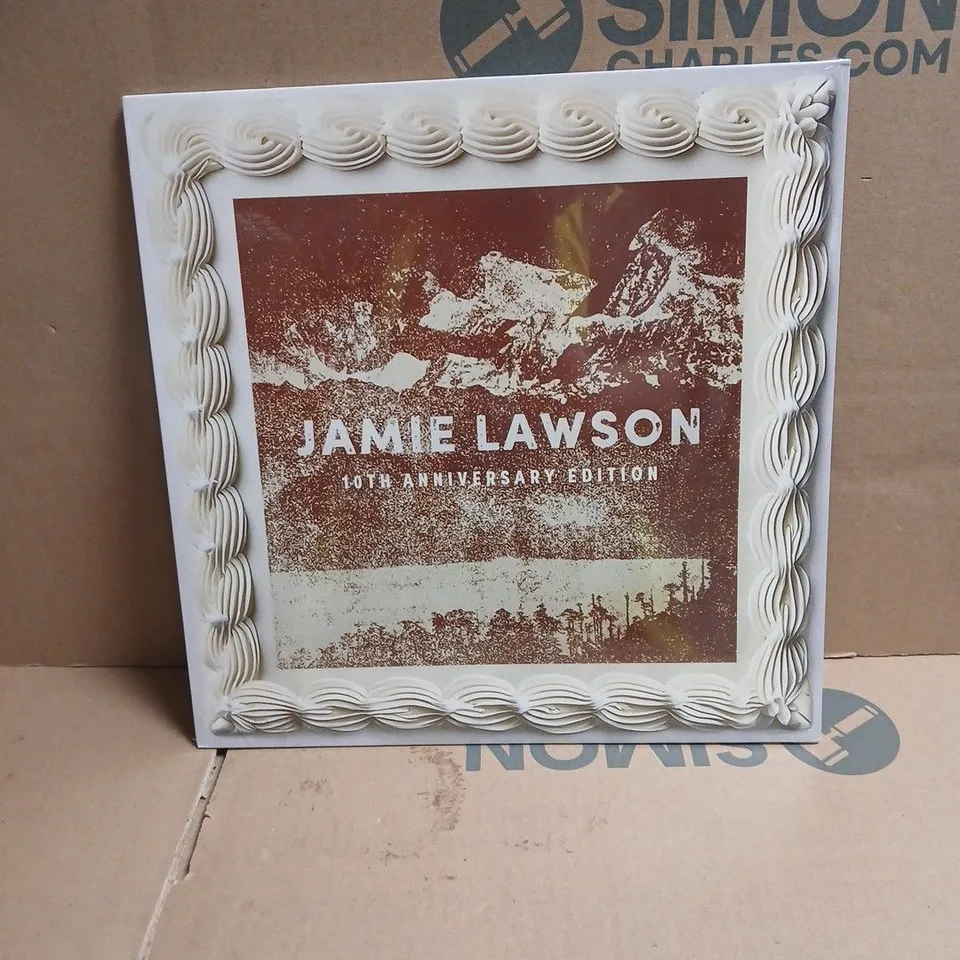 SIMON
CHARLES.COM
JAMIE LAWSON
10TH ANNIVERSARY EDITION
SIMON